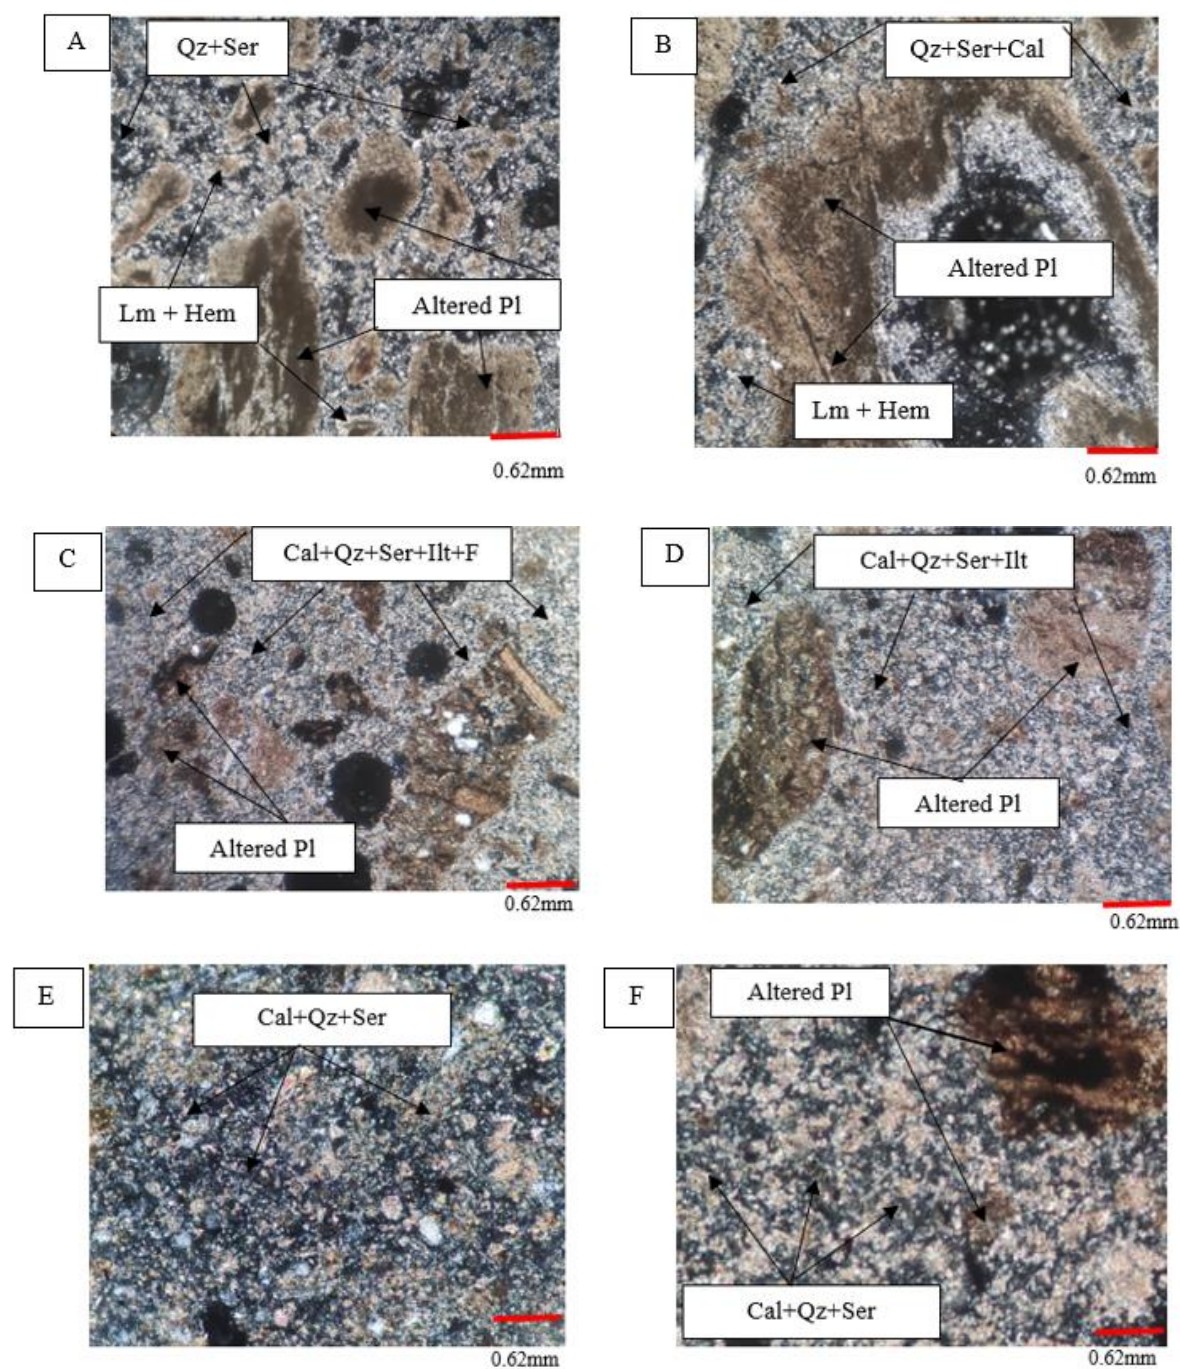 A
Qz+Ser
Lm + Hem
Altered Pl
0.62mm
B
Qz+Ser+Cal
Altered Pl
Lm + Hem
0.62mm
C
Cal+Qz+Ser+Ilt+F
Altered Pl
0.62mm
D
Cal+Qz+Ser+Ilt
Altered Pl
0.62mm
E
Cal+Qz+Ser
0.62mm
F
Altered Pl
Cal+Qz+Ser
0.62mm